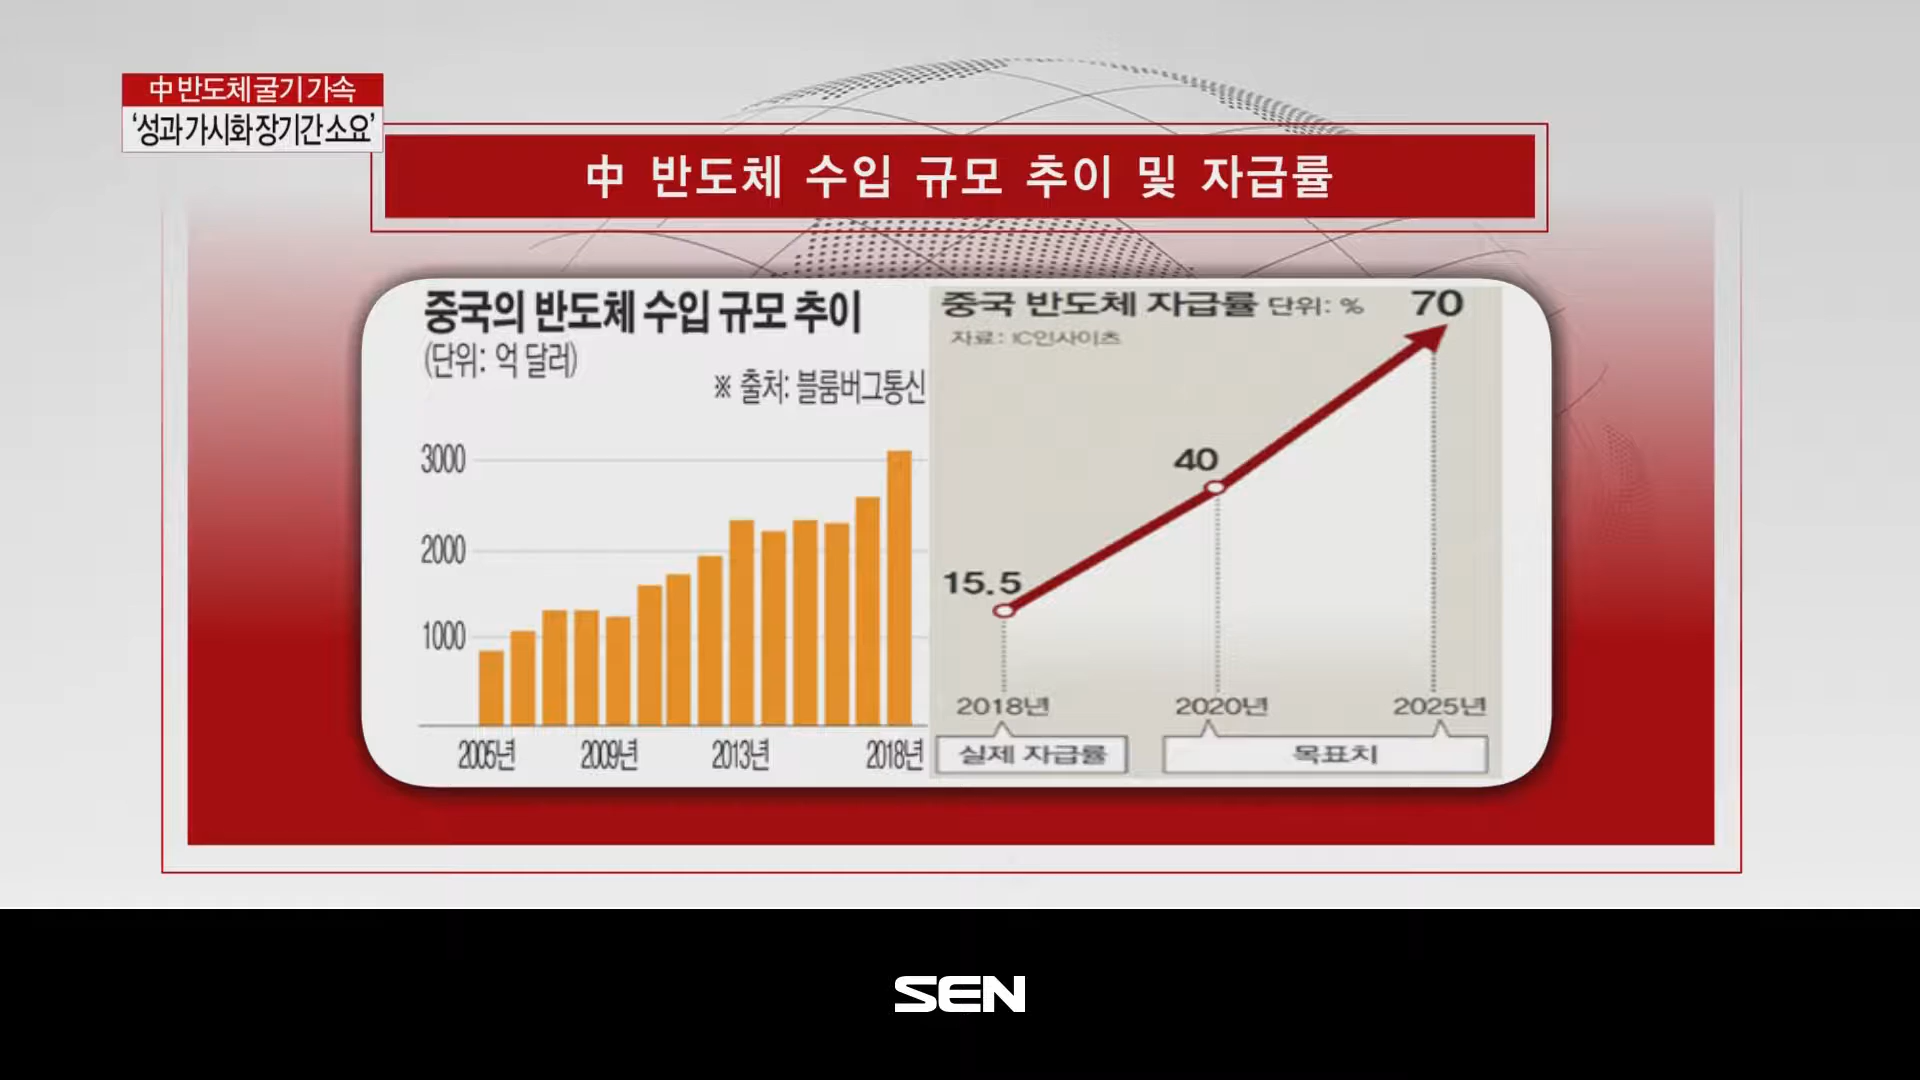 中 반도체 굴기 가속
‘성과 가시화 장기간 소요’
中 반도체 수입 규모 추이 및 자급률
중국의 반도체 수입 규모 추이
(단위: 억 달러)
※ 출처: 블룸버그통신
3000
2000
1000
2005년 2009년 2013년 2018년
중국 반도체 자급률 단위: %
자료: IC인사이츠
70
40
15.5
2018년 2020년 2025년
실제 자급률 목표치
SEN